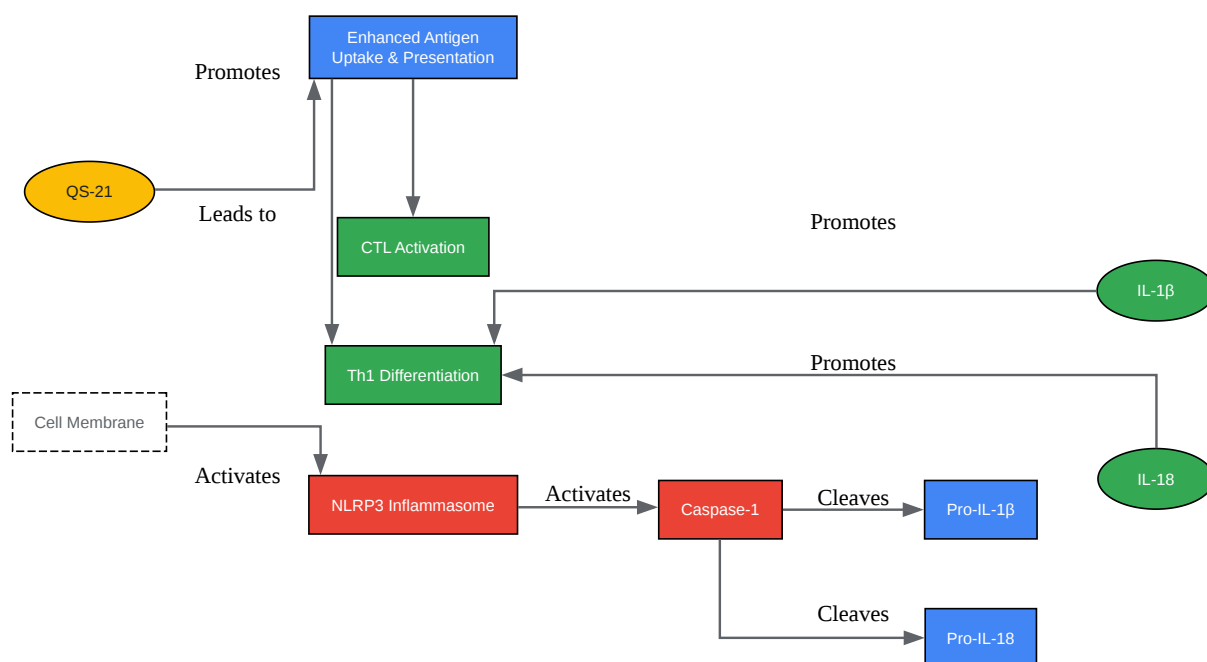 Enhanced Antigen
Uptake & Presentation
Promotes
QS-21
Leads to
CTL Activation
Promotes
IL-1β
Th1 Differentiation
Promotes
Cell Membrane
Activates
NLRP3 Inflammasome
Activates
Caspase-1
Cleaves
Pro-IL-1β
IL-18
Cleaves
Pro-IL-18